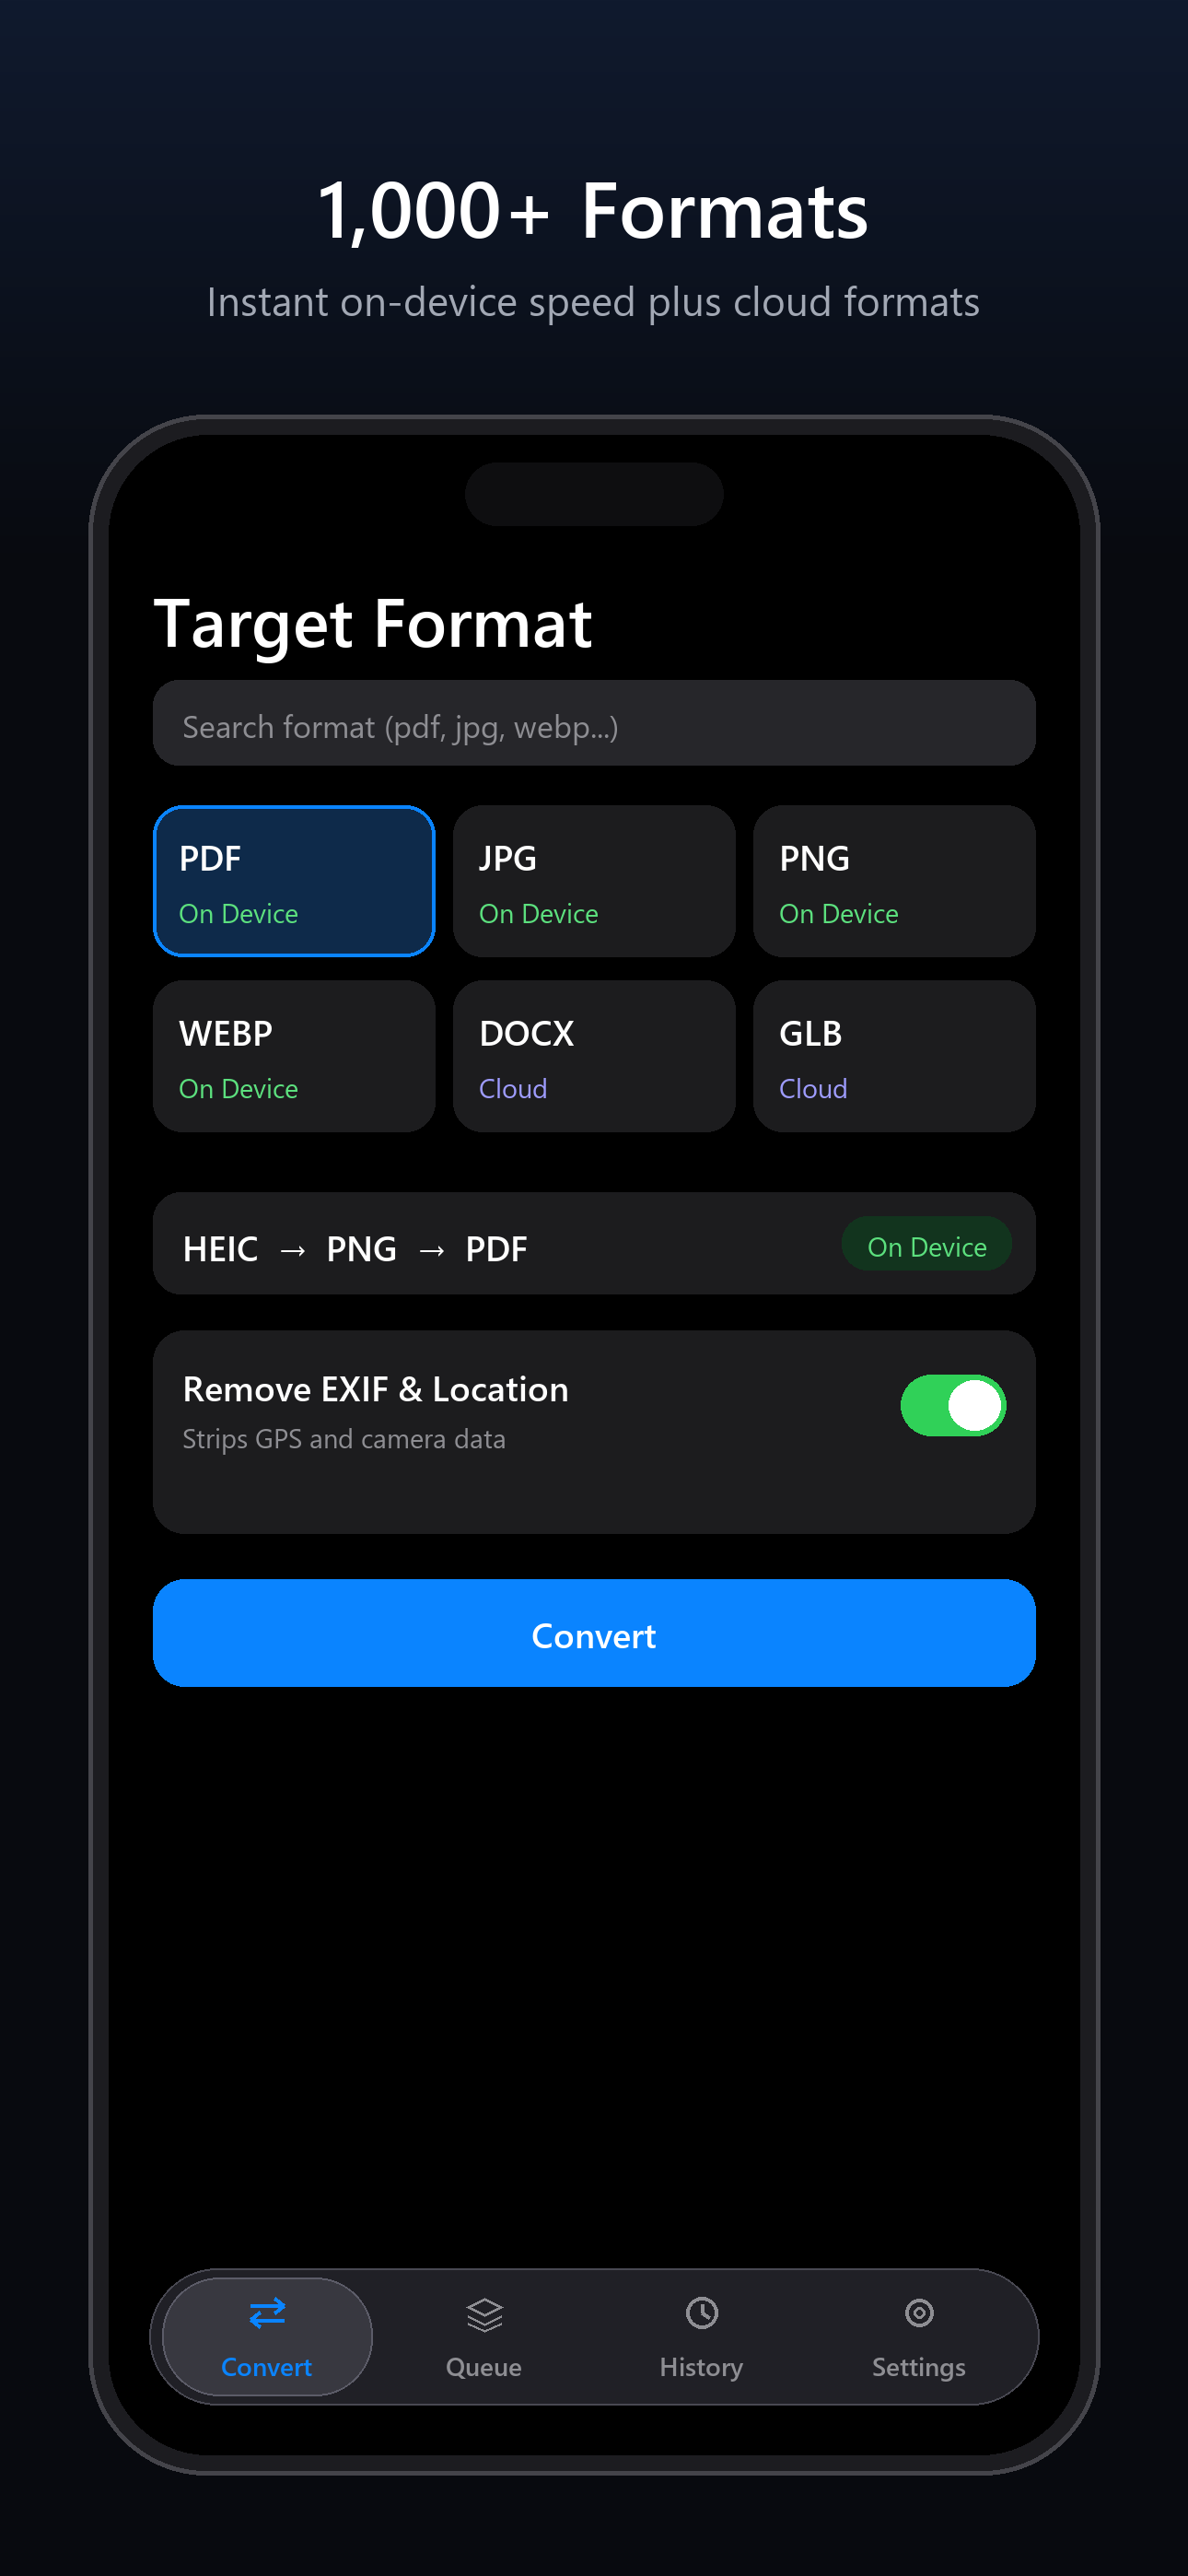 1,000+ Formats
Instant on-device speed plus cloud formats
Target Format
Search format (pdf, jpg, webp...)
PDF
On Device
JPG
On Device
PNG
On Device
WEBP
On Device
DOCX
Cloud
GLB
Cloud
HEIC → PNG → PDF
On Device
Remove EXIF & Location
Strips GPS and camera data
Convert
Convert
Queue
History
Settings